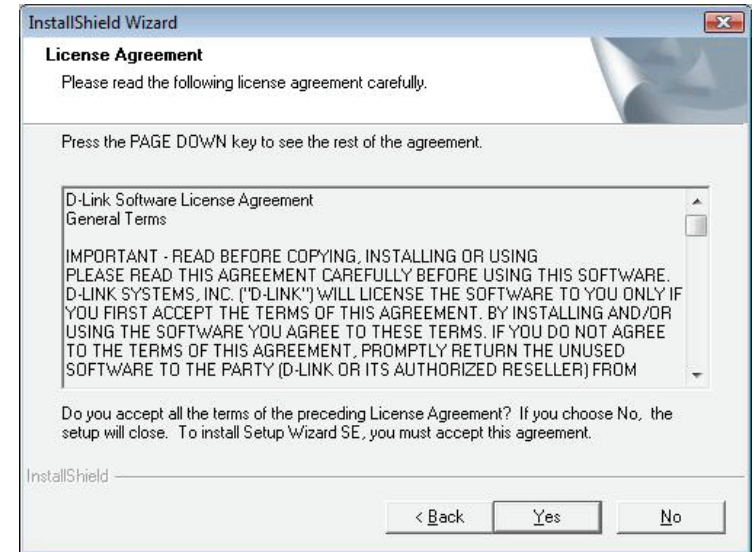 InstallShield Wizard
License Agreement
Please read the following license agreement carefully.
Press the PAGE DOWN key to see the rest of the agreement.
D-Link Software License Agreement
General Terms
IMPORTANT - READ BEFORE COPYING, INSTALLING OR USING
PLEASE READ THIS AGREEMENT CAREFULLY BEFORE USING THIS SOFTWARE.
D-LINK SYSTEMS, INC. ("D-LINK") WILL LICENSE THE SOFTWARE TO YOU ONLY IF
YOU FIRST ACCEPT THE TERMS OF THIS AGREEMENT. BY INSTALLING AND/OR
USING THE SOFTWARE YOU AGREE TO THESE TERMS. IF YOU DO NOT AGREE
TO THE TERMS OF THIS AGREEMENT, PROMPTLY RETURN THE UNUSED
SOFTWARE TO THE PARTY (D-LINK OR ITS AUTHORIZED RESELLER) FROM
Do you accept all the terms of the preceding License Agreement? If you choose No, the
setup will close. To install Setup Wizard SE, you must accept this agreement.
InstallShield
< Back Yes No